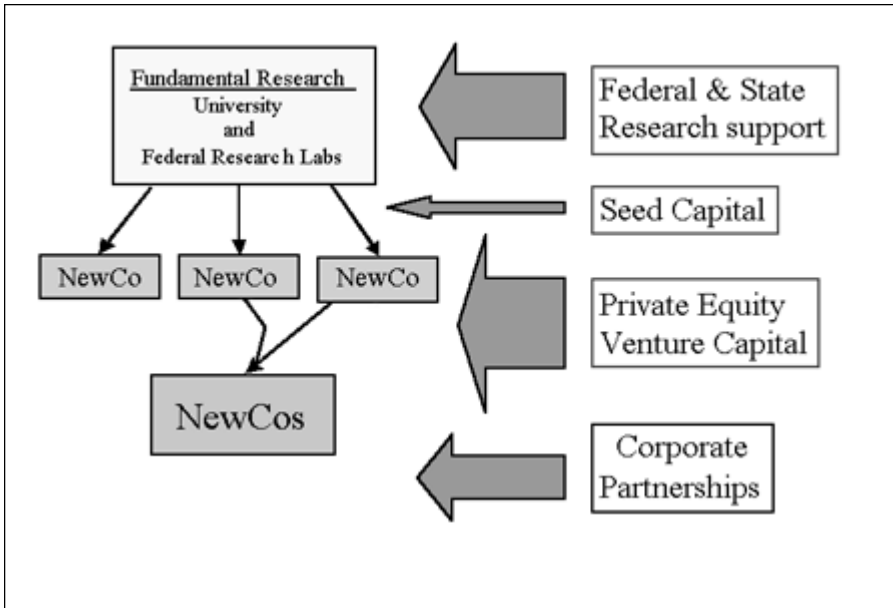 Fundamental Research
University
and
Federal Research Labs
Federal & State
Research support
Seed Capital
NewCo
NewCo
NewCo
Private Equity
Venture Capital
NewCos
Corporate
Partnerships